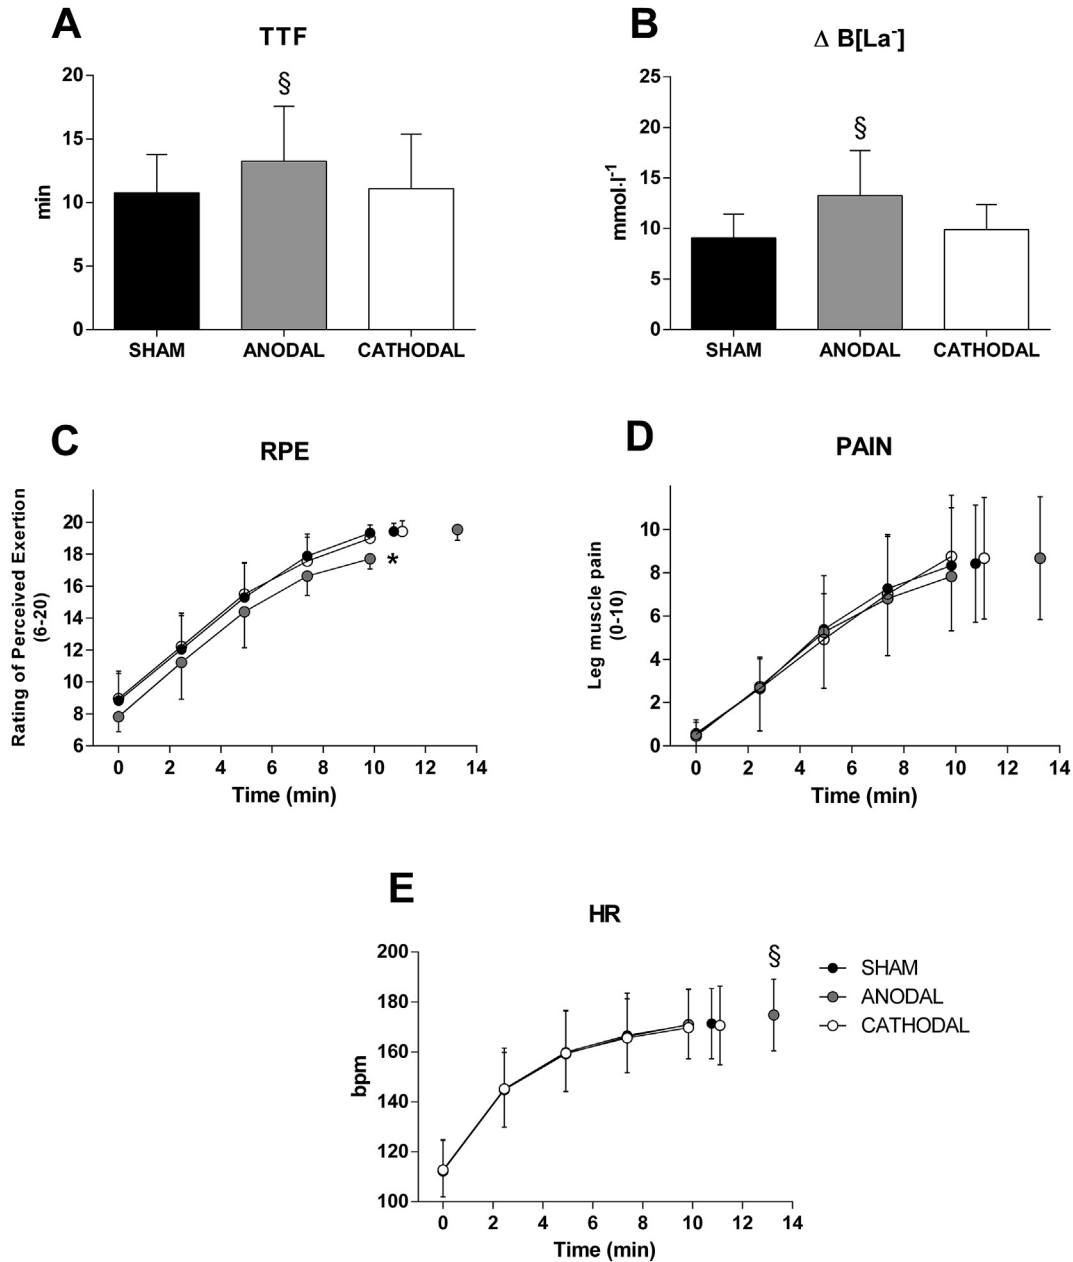 A
TTF
§
20
15
10
5
0
min
SHAM ANODAL CATHODAL
B
Δ B[La⁻]
§
25
20
15
10
5
0
mmol·l⁻¹
SHAM ANODAL CATHODAL
C
RPE
Rating of Perceived Exertion
(6-20)
20
18
16
14
12
10
8
6
*
0 2 4 6 8 10 12 14
Time (min)
D
PAIN
Leg muscle pain
(0-10)
10
8
6
4
2
0
0 2 4 6 8 10 12 14
Time (min)
E
HR
§
200
180
160
140
120
100
bpm
0 2 4 6 8 10 12 14
Time (min)
SHAM
ANODAL
CATHODAL